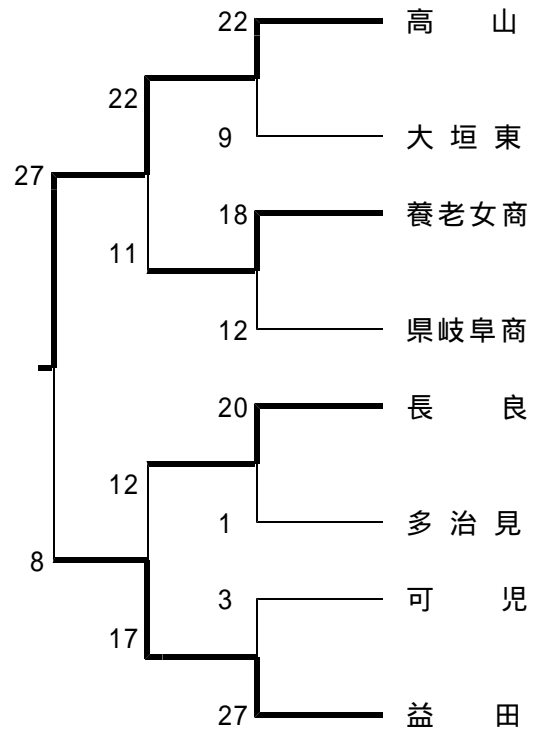 22 高山
22
9 大垣東
27
18 養老女商
11
12 県岐阜商
20 長良
12
1 多治見
8
3 可児
17
27 益田